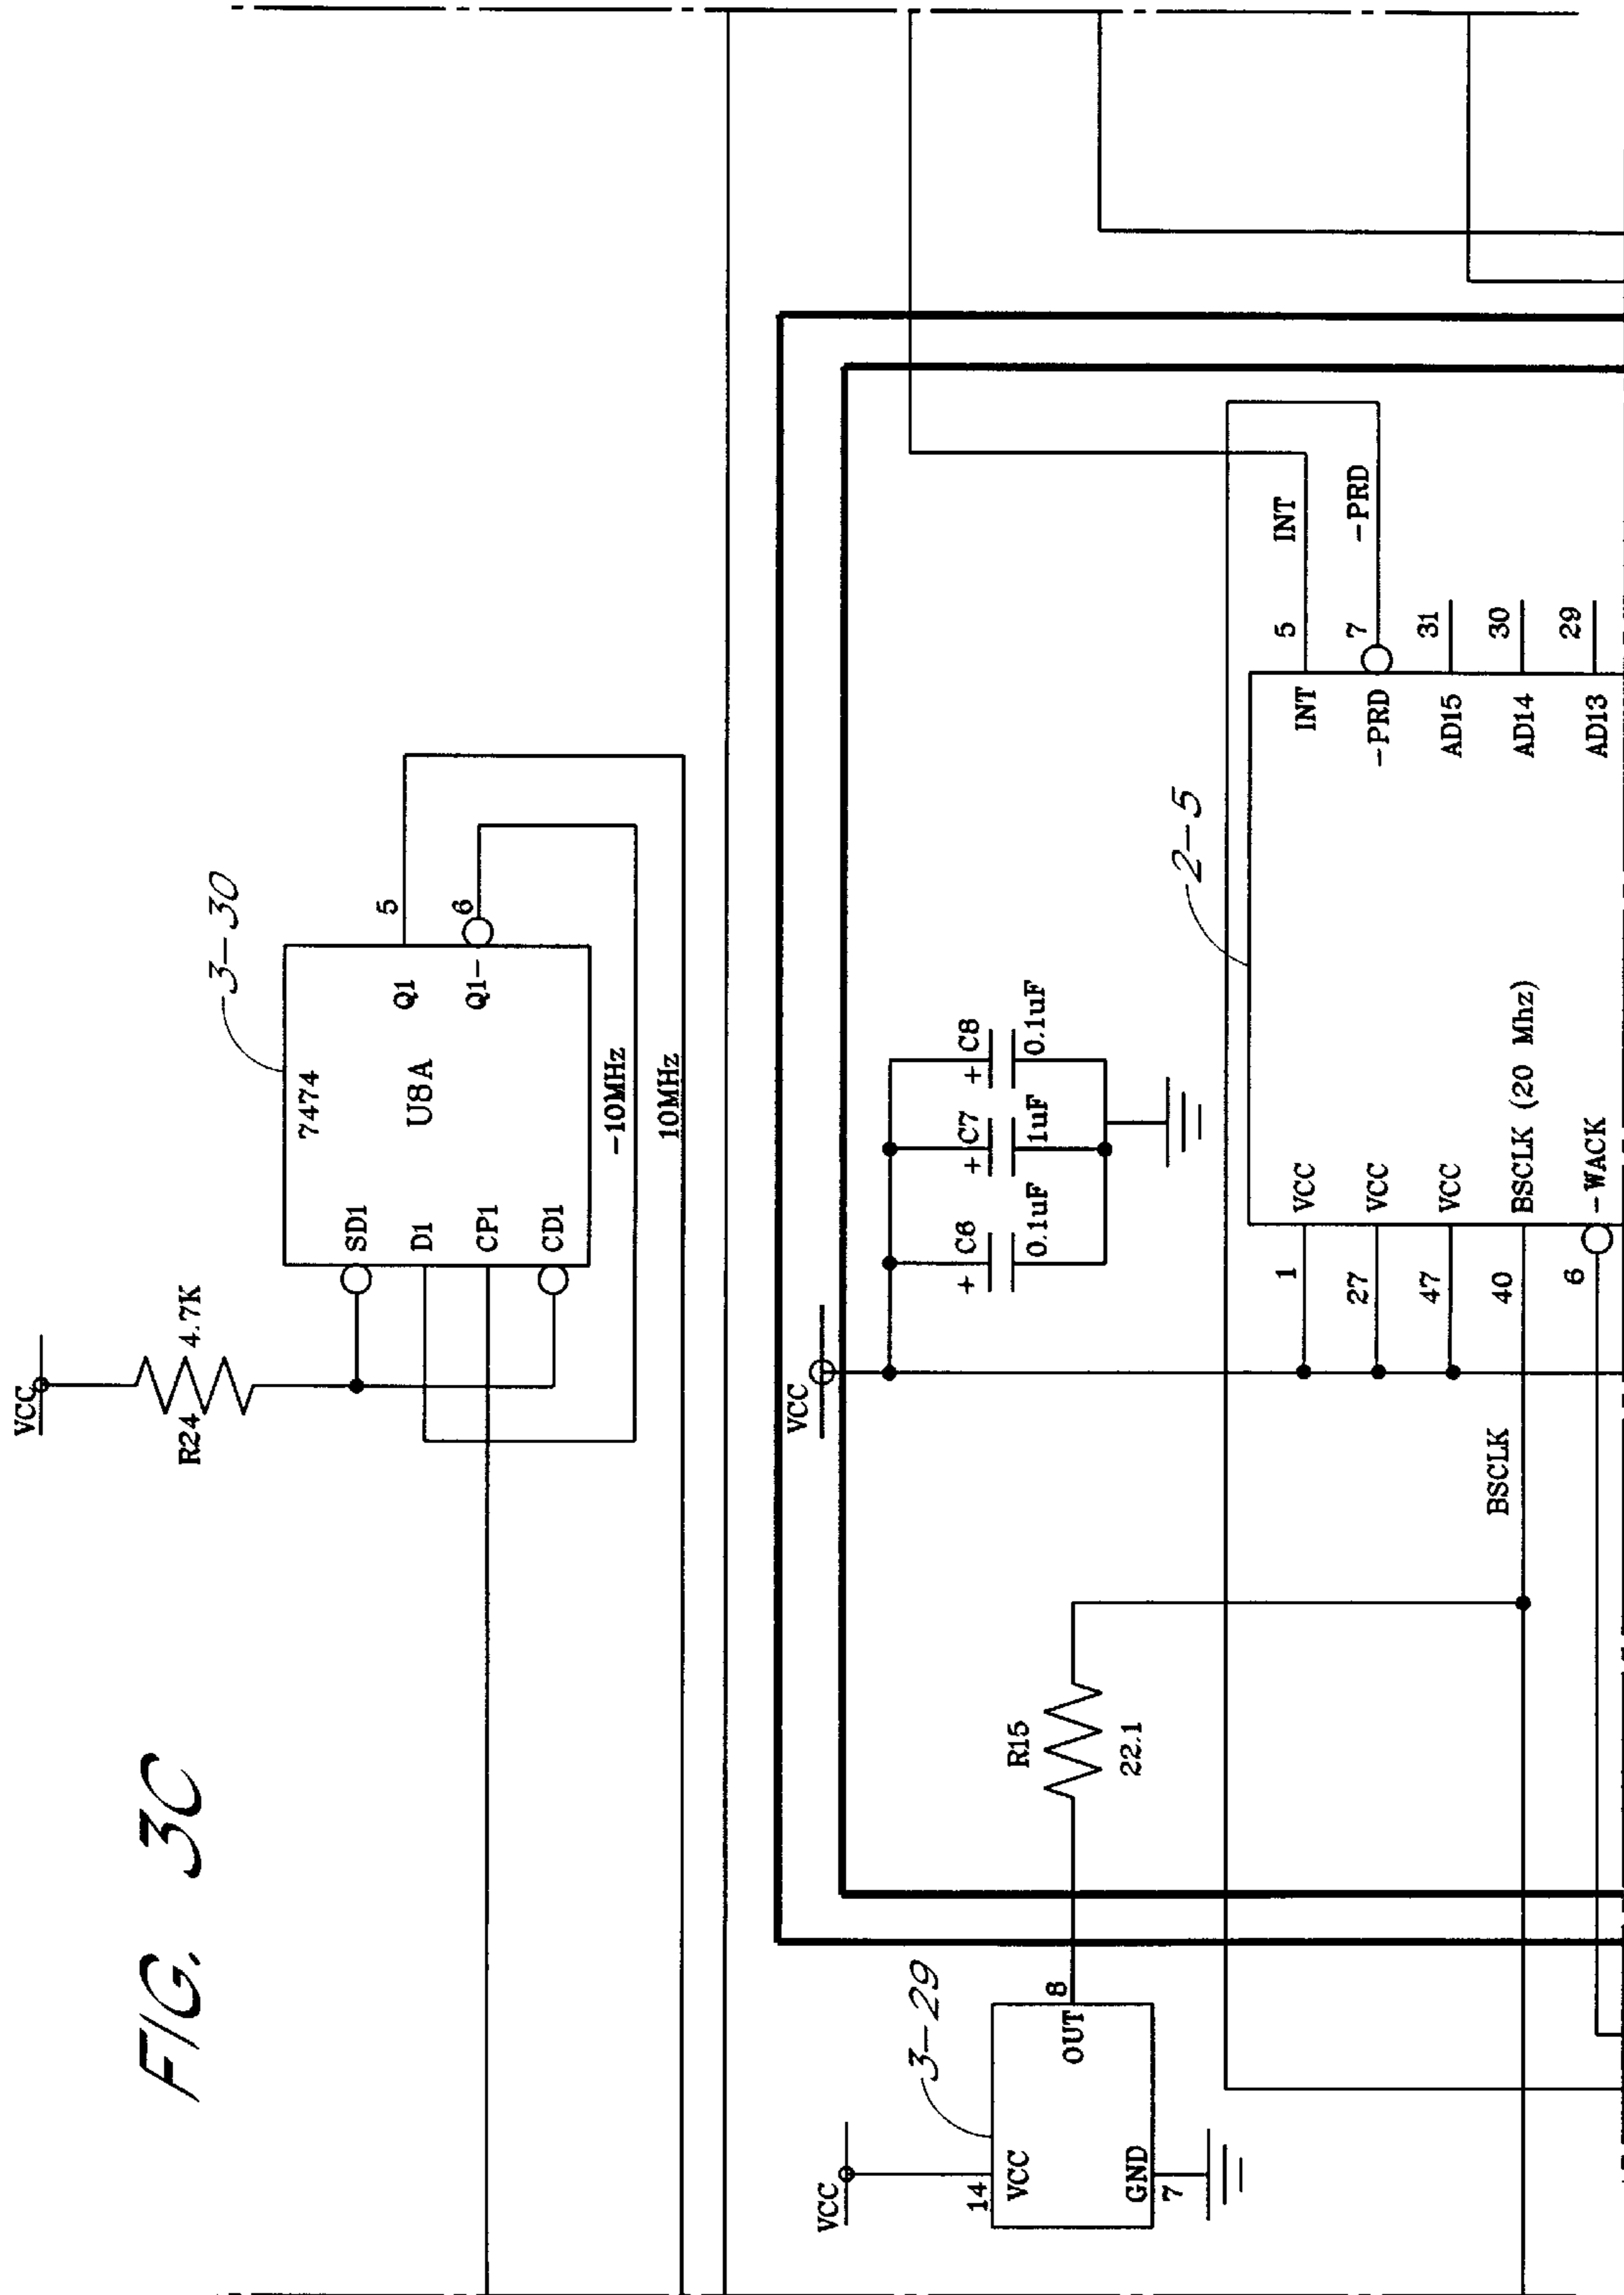 FIG. 3C
VCC
R24 4.7K
3-30
7474
SD1
Q1
5
D1
U8A
CP1
Q1-
6
CD1
-10MHz
10MHz
VCC
C6
C7
C8
+
+
+
0.1uF
1uF
0.1uF
VCC
3-29
14
VCC
OUT
8
GND
7
R15
22.1
2-5
1
VCC
INT
5
INT
27
VCC
-PRD
7
-PRD
47
VCC
AD15
31
BSCLK
40
BSCLK (20 Mhz)
AD14
30
6
-WACK
AD13
29